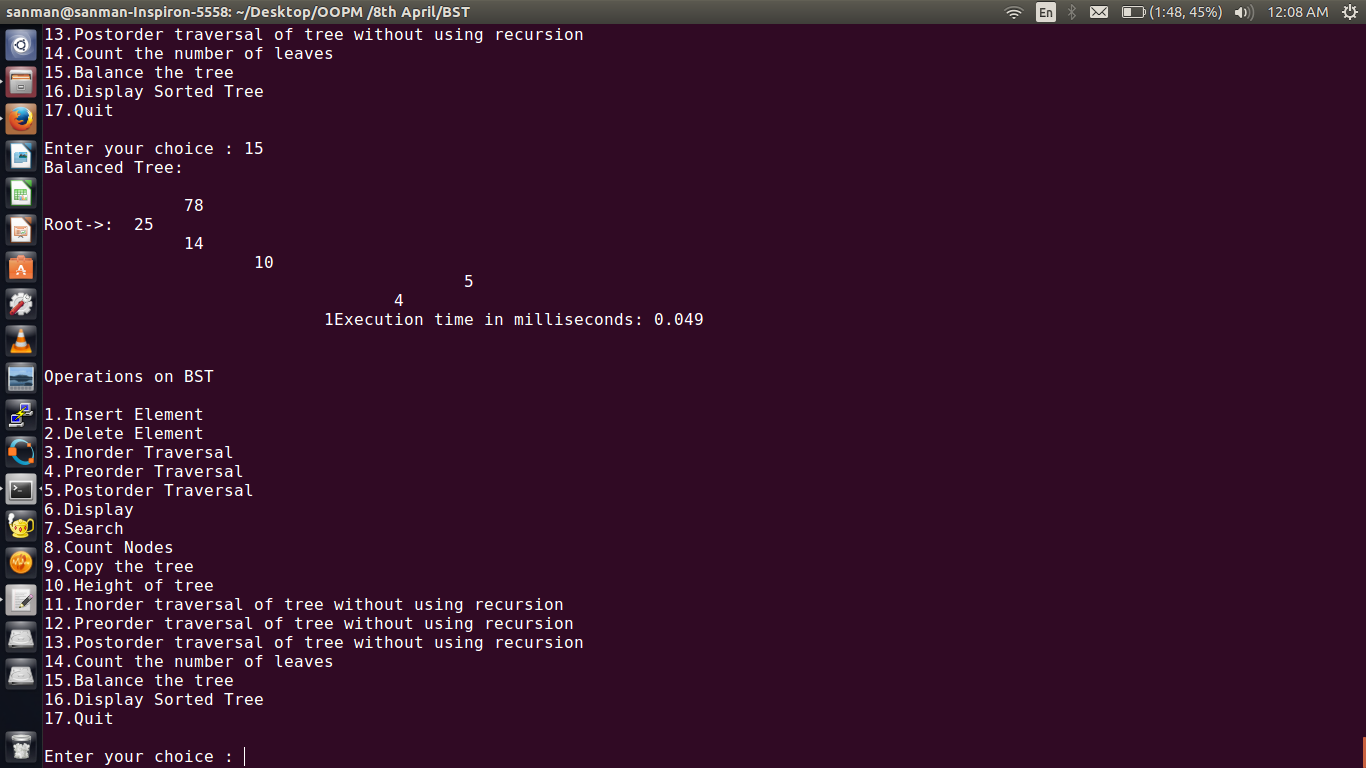 sanman@sanman-Inspiron-5558: ~/Desktop/OOPM /8th April/BST En (1:48, 45%) 12:08 AM
13.Postorder traversal of tree without using recursion
14.Count the number of leaves
15.Balance the tree
16.Display Sorted Tree
17.Quit
Enter your choice : 15
Balanced Tree:
78
Root->:  25
14
10
5
4
1Execution time in milliseconds: 0.049
Operations on BST
1.Insert Element
2.Delete Element
3.Inorder Traversal
4.Preorder Traversal
5.Postorder Traversal
6.Display
7.Search
8.Count Nodes
9.Copy the tree
10.Height of tree
11.Inorder traversal of tree without using recursion
12.Preorder traversal of tree without using recursion
13.Postorder traversal of tree without using recursion
14.Count the number of leaves
15.Balance the tree
16.Display Sorted Tree
17.Quit
Enter your choice :